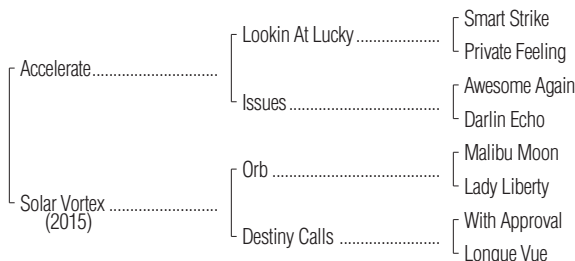 Smart Strike
Lookin At Lucky
Private Feeling
Accelerate
Awesome Again
Issues
Darlin Echo
Malibu Moon
Orb
Lady Liberty
Solar Vortex
(2015)
With Approval
Destiny Calls
Longue Vue